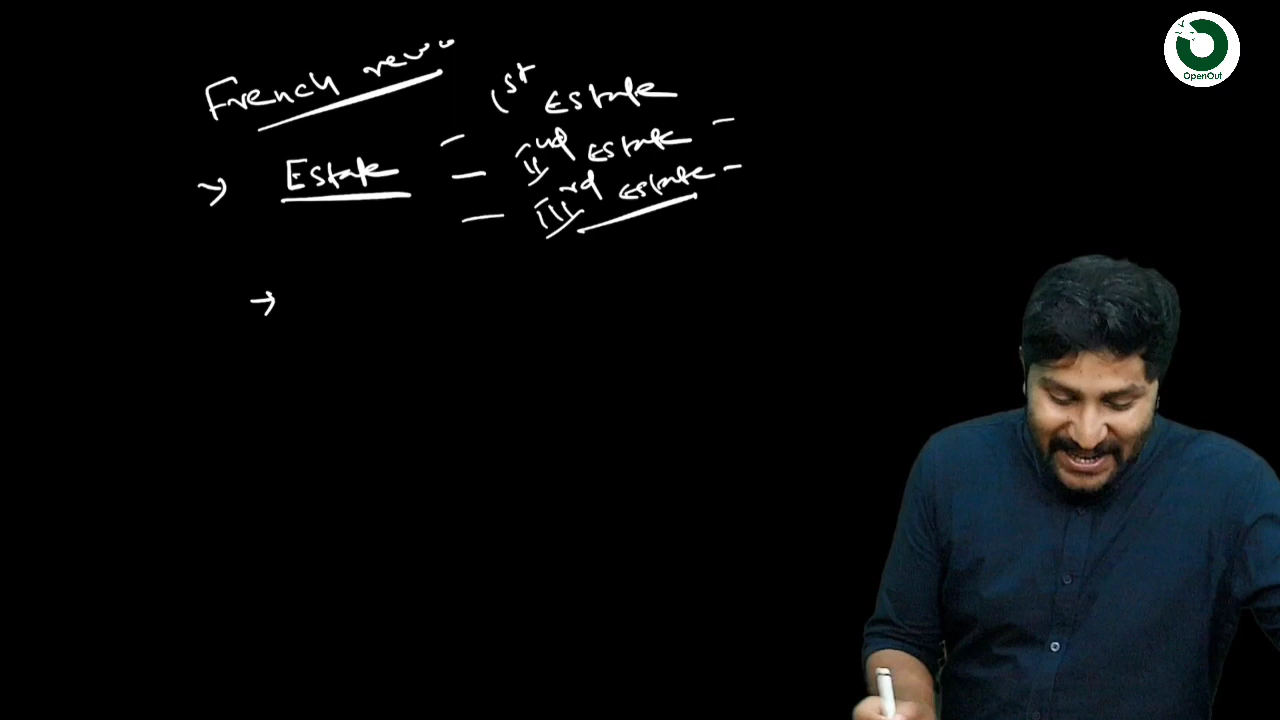 French revo
→ Estate
- 1st Estate
- IInd Estate -
- IIIrd Estate -
→
OpenOut